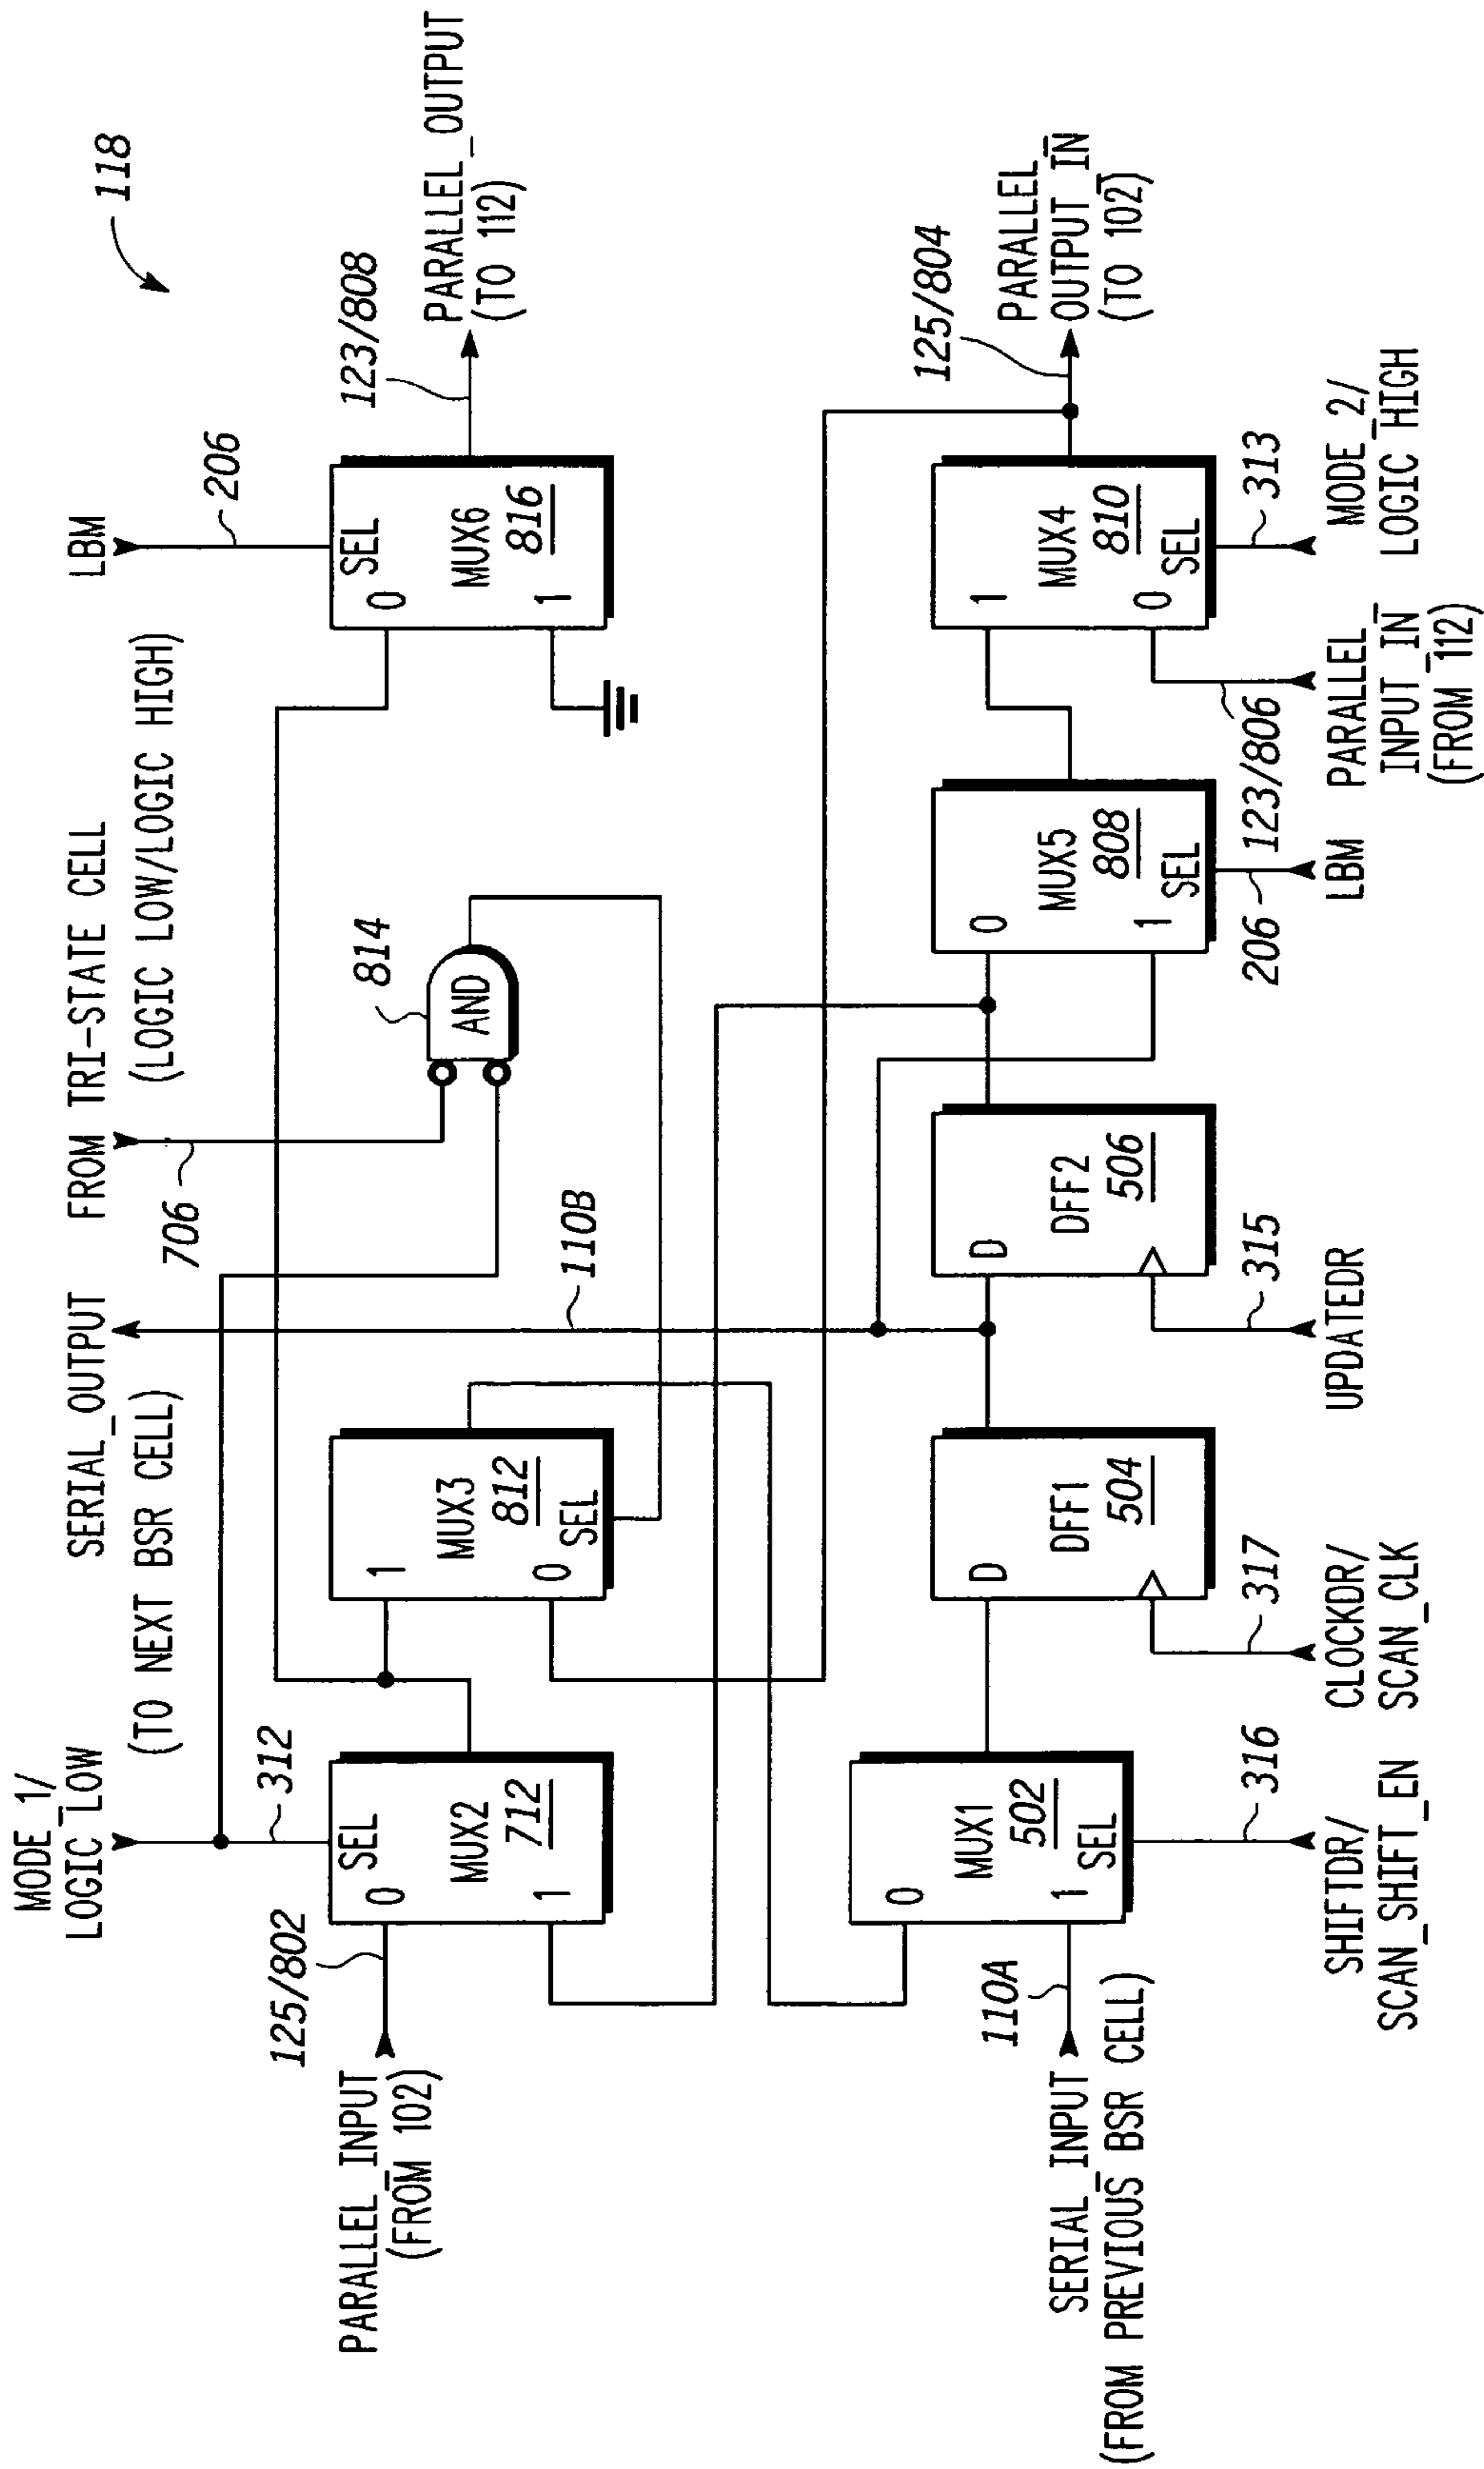 118
MODE_1/
LOGIC_LOW
SERIAL_OUTPUT
(TO NEXT BSR CELL)
FROM TRI-STATE CELL
(LOGIC LOW/LOGIC HIGH)
LBM
312
706
206
125/802
PARALLEL_INPUT
(FROM 102)
SEL
0
MUX2
712
1
1
MUX3
812
0
SEL
110B
814
AND
SEL
0
MUX6
816
1
123/808
PARALLEL_OUTPUT
(TO 112)
SERIAL_INPUT
(FROM PREVIOUS BSR CELL)
110A
0
MUX1
502
1
SEL
D
DFF1
504
D
DFF2
506
0
MUX5
808
1
SEL
1
MUX4
810
0
SEL
125/804
PARALLEL_
OUTPUT_IN
(TO 102)
316
SHIFTDR/
SCAN_SHIFT_EN
317
CLOCKDR/
SCAN_CLK
315
UPDATEDR
206
LBM
123/806
PARALLEL_
INPUT_IN
(FROM 112)
313
MODE_2/
LOGIC_HIGH